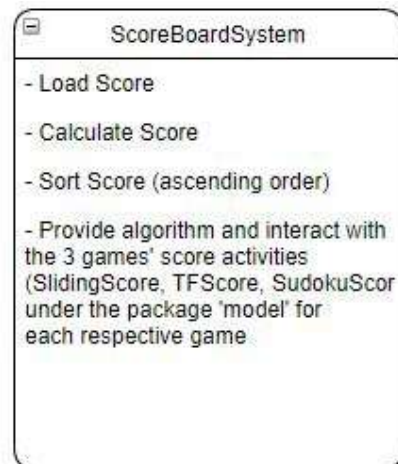 ScoreBoardSystem
- Load Score
- Calculate Score
- Sort Score (ascending order)
- Provide algorithm and interact with
the 3 games' score activities
(SlidingScore, TFScore, SudokuScor
under the package 'model' for
each respective game